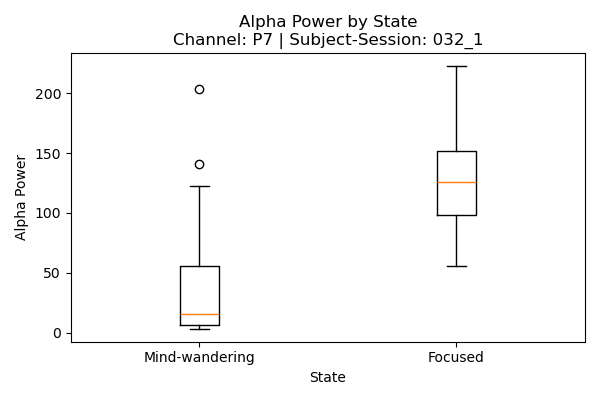 Alpha Power by State
Channel: P7 | Subject-Session: 032_1
200
150
100
50
0
Alpha Power
Mind-wandering
Focused
State